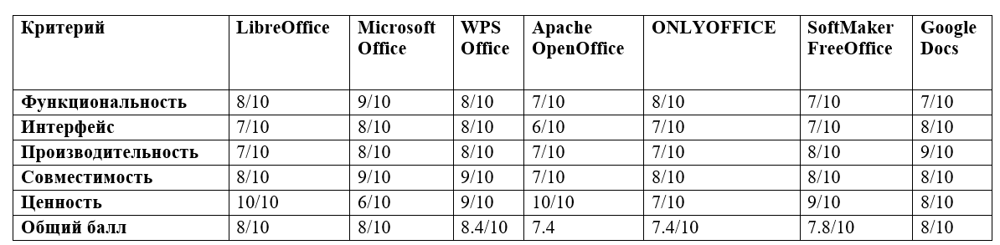 Критерий LibreOffice Microsoft Office WPS Office Apache OpenOffice ONLYOFFICE SoftMaker FreeOffice Google Docs
Функциональность 8/10 9/10 8/10 7/10 8/10 7/10 7/10
Интерфейс 7/10 8/10 8/10 6/10 7/10 7/10 8/10
Производительность 7/10 8/10 8/10 7/10 7/10 8/10 9/10
Совместимость 8/10 9/10 9/10 7/10 8/10 8/10 8/10
Ценность 10/10 6/10 9/10 10/10 7/10 9/10 8/10
Общий балл 8/10 8/10 8.4/10 7.4 7.4/10 7.8/10 8/10